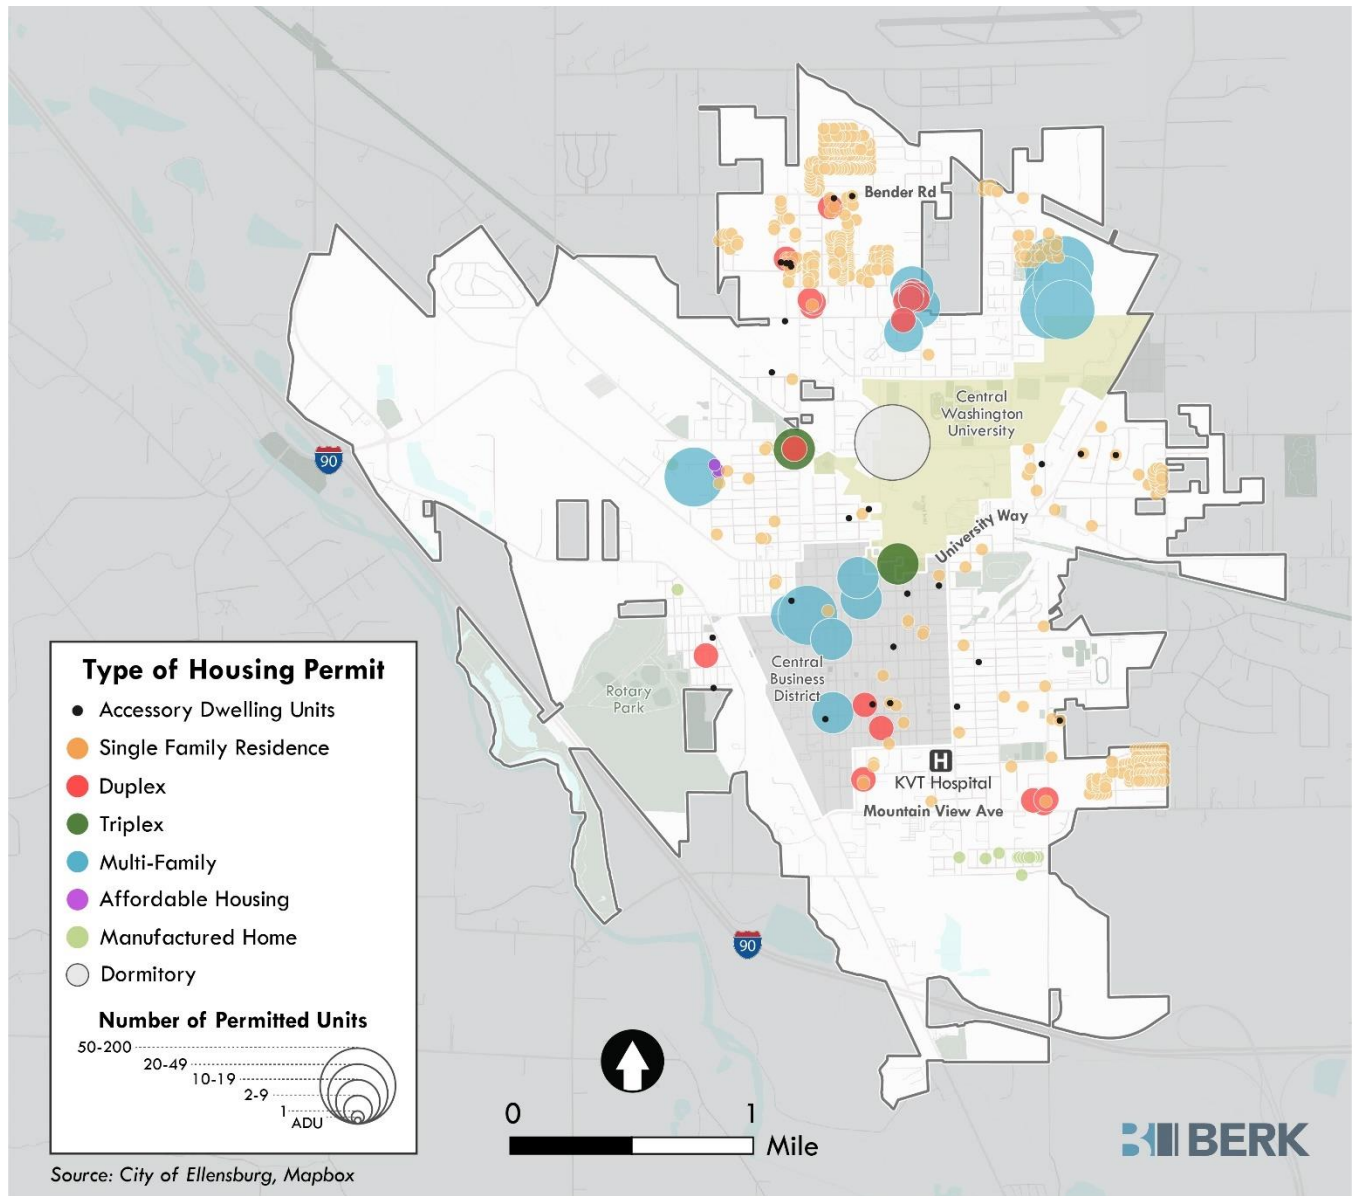 Bender Rd
Central
Washington
University
90
University Way
Central
Business
District
Rotary
Park
H
KVT Hospital
Mountain View Ave
90
Type of Housing Permit
Accessory Dwelling Units
Single Family Residence
Duplex
Triplex
Multi-Family
Affordable Housing
Manufactured Home
Dormitory
Number of Permitted Units
50-200
20-49
10-19
2-9
1
ADU
0 1
Mile
BERK
Source: City of Ellensburg, Mapbox